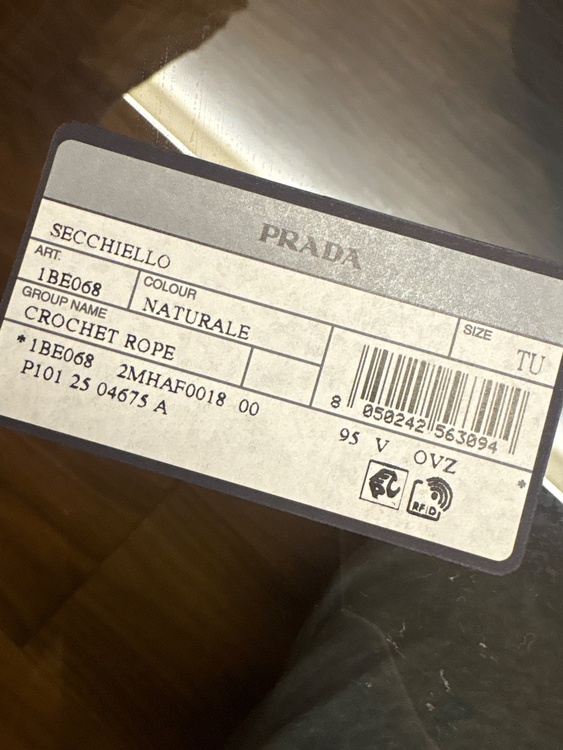 PRADA
SECCHIELLO
ART.
1BE068
COLOUR
NATURALE
SIZE
TU
GROUP NAME
CROCHET ROPE
*1BE068 2MHAF0018 00
P101 25 04675 A
8 050242 563094
95 V OVZ
*
RFID